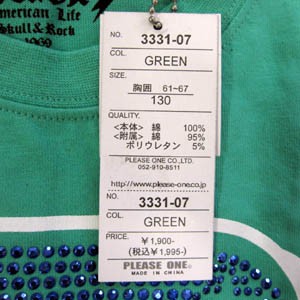 American Life
Skull&Rock
1969
NO. 3331-07
COL. GREEN
SIZE. 胸囲 61~67
130
QUALITY.
<本体> 綿 100%
<附属> 綿 95%
ポリウレタン 5%
PLEASE ONE CO.,LTD.
052-919-8511
http://www.please-one.co.jp
NO. 3331-07
COL. GREEN
PRICE. ¥1,900-
(税込¥1,995-)
PLEASE ONE.
MADE IN CHINA